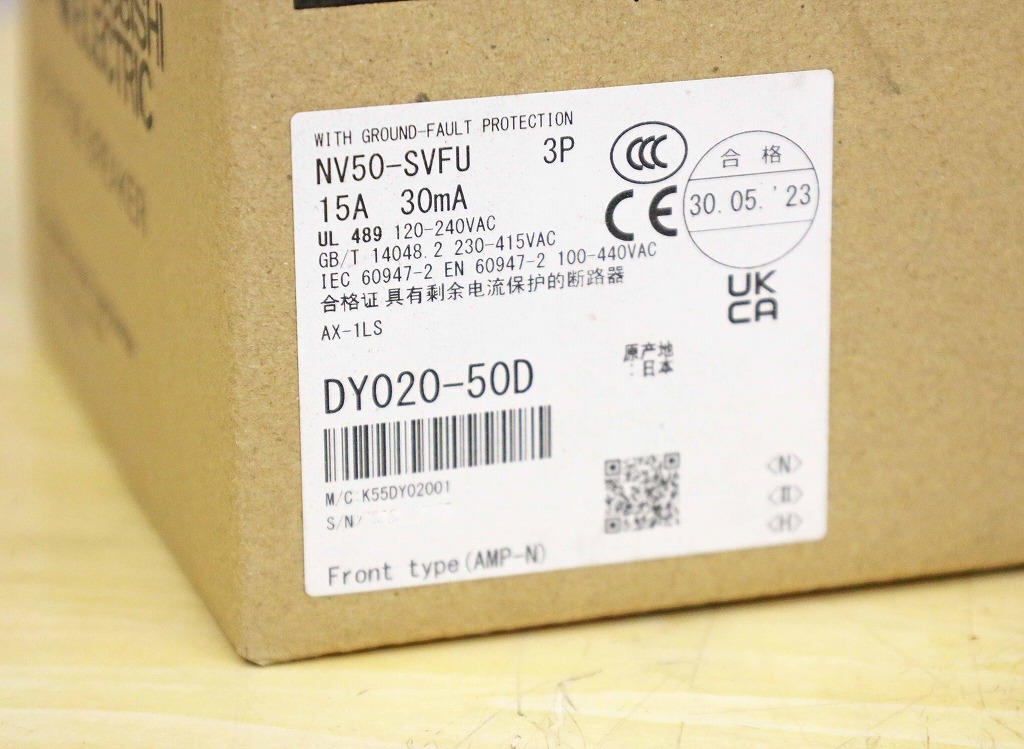 ELECTRIC
WITH GROUND-FAULT PROTECTION
NV50-SVFU 3P
15A 30mA
UL 489 120-240VAC
GB/T 14048.2 230-415VAC
IEC 60947-2 EN 60947-2 100-440VAC
合格证 具有剩余电流保护的断路器
AX-1LS
CCC
CE
合格
30.05.'23
UK
CA
原产地
:日本
DY020-50D
M/C:K55DY02001
S/N
<N>
<II>
<H>
Front type(AMP-N)